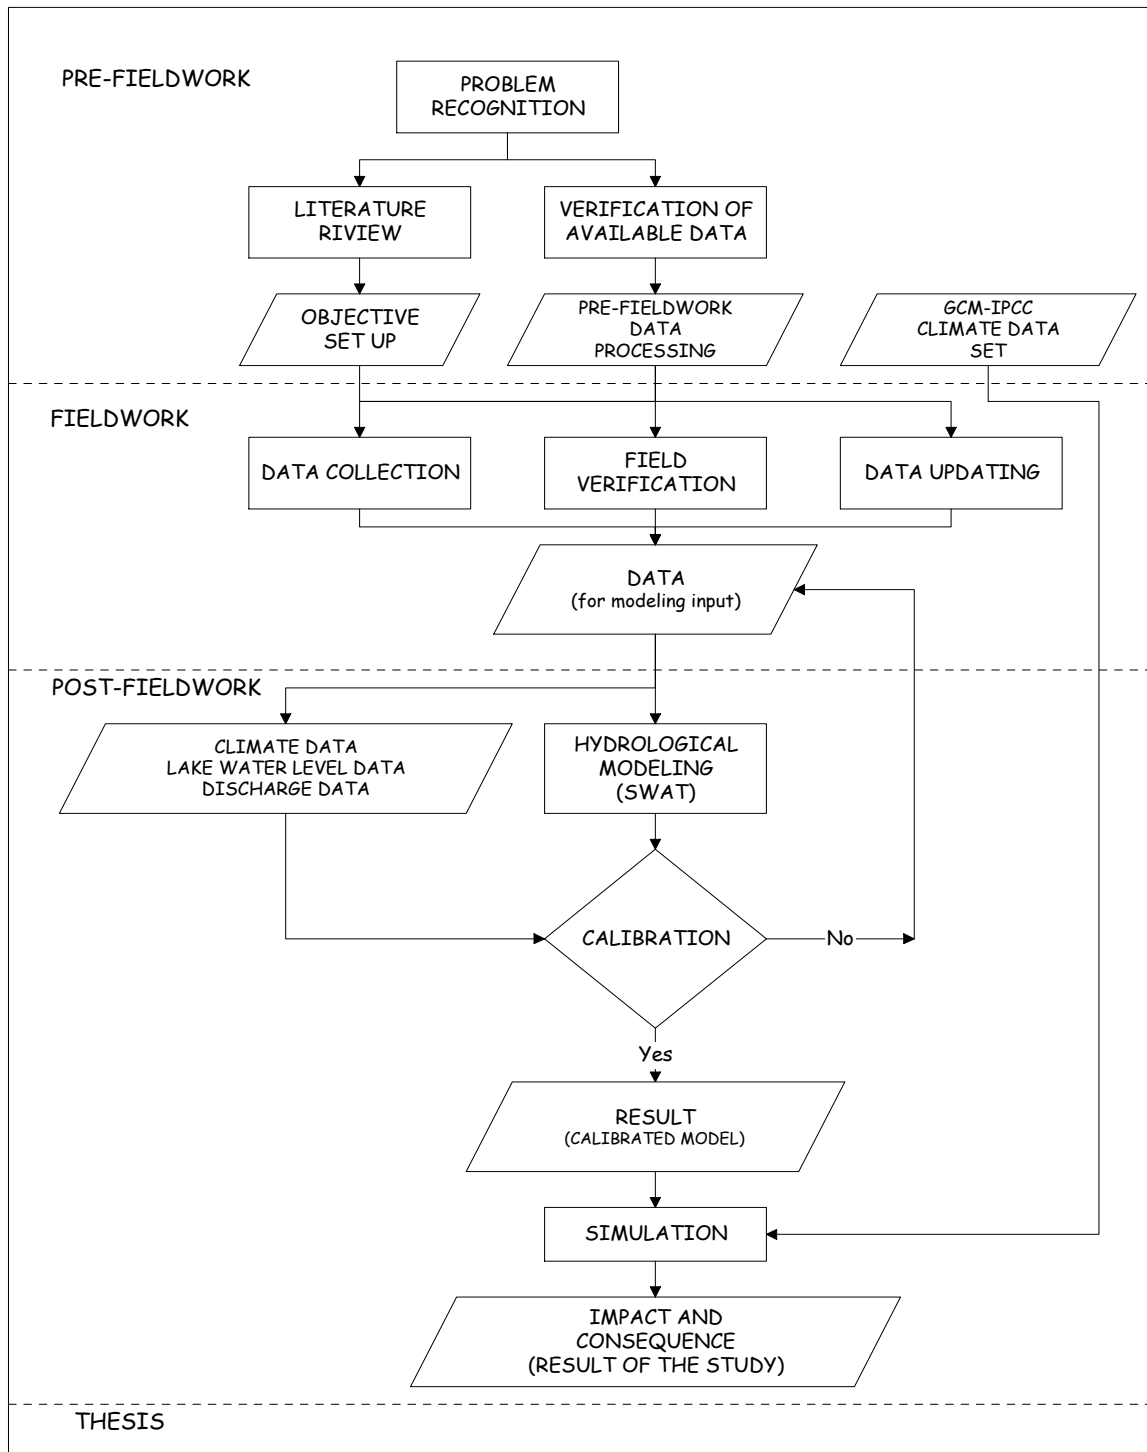 PRE-FIELDWORK
PROBLEM
RECOGNITION
LITERATURE
RIVIEW
VERIFICATION OF
AVAILABLE DATA
OBJECTIVE
SET UP
PRE-FIELDWORK
DATA
PROCESSING
GCM-IPCC
CLIMATE DATA
SET
FIELDWORK
DATA COLLECTION
FIELD
VERIFICATION
DATA UPDATING
DATA
(for modeling input)
POST-FIELDWORK
CLIMATE DATA
LAKE WATER LEVEL DATA
DISCHARGE DATA
HYDROLOGICAL
MODELING
(SWAT)
CALIBRATION
No
Yes
RESULT
(CALIBRATED MODEL)
SIMULATION
IMPACT AND
CONSEQUENCE
(RESULT OF THE STUDY)
THESIS